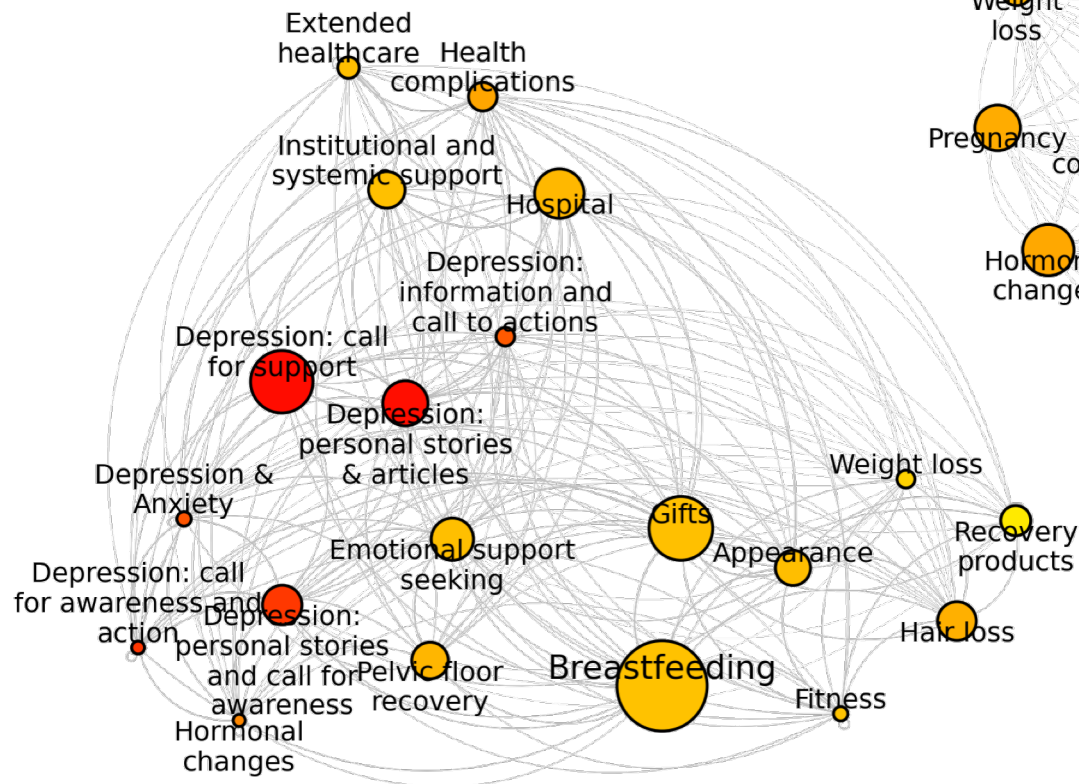 Extended
healthcare
Health
complications
Weight
loss
Institutional and
systemic support
Hospital
Pregnancy
co
Depression:
information and
call to actions
Hormon
change
Depression: call
for support
Depression:
personal stories
& articles
Depression &
Anxiety
Weight loss
Gifts
Recovery
products
Emotional support
seeking
Appearance
Depression: call
for awareness and
action
Depression:
personal stories
and call for
awareness
Hair loss
Pelvic floor
recovery
Breastfeeding
Fitness
Hormonal
changes